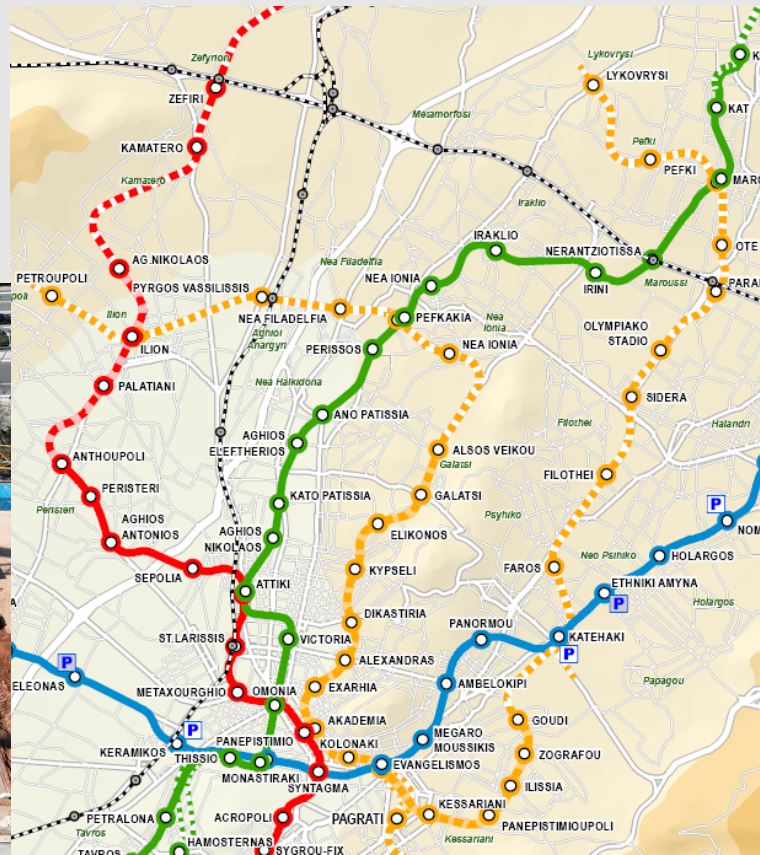 Zefyrion
ZEFIRI
Lykovrysi
LYKOVRYSI
KAT
Metamorfosi
KAMATERO
Kamatero
Pefki
PEFKI
Iraklio
IRAKLIO
NERANTZIOTISSA
OTE
AG.NIKOLAOS
Nea Filadelfia
NEA IONIA
IRINI
Maroussi
PETROUPOLI
PYRGOS VASSILISSIS
Ilion
ILION
NEA FILADELFIA
Aghioi
Anargyri
PEFKAKIA
Nea
Ionia
OLYMPIAKO
STADIO
PERISSOS
NEA IONIA
PALATIANI
Nea Halkidona
SIDERA
ANO PATISSIA
Filothei
Halandri
AGHIOS
ELEFTHERIOS
ALSOS VEIKOU
Galatsi
ANTHOUPOLI
FILOTHEI
PERISTERI
Peristeri
KATO PATISSIA
GALATSI
P
AGHIOS
ANTONIOS
Psyhiko
AGHIOS
NIKOLAOS
ELIKONOS
Neo Psihiko
HOLARGOS
SEPOLIA
KYPSELI
FAROS
ETHNIKI AMYNA
P
Holargos
ATTIKI
DIKASTIRIA
PANORMOU
KATEHAKI
P
ST.LARISSIS
VICTORIA
ALEXANDRAS
P
ELEONAS
Papagou
METAXOURGHIO
OMONIA
EXARHIA
AMBELOKIPI
AKADEMIA
GOUDI
P
PANEPISTIMIO
KOLONAKI
MEGARO
MOUSSIKIS
KERAMIKOS
THISSIO
MONASTIRAKI
EVANGELISMOS
ZOGRAFOU
SYNTAGMA
ILISSIA
KESSARIANI
PETRALONA
ACROPOLI
PAGRATI
PANEPISTIMIOUPOLI
Tavros
Kessariani
HAMOSTERNAS
TAVROS
SYGROU-FIX